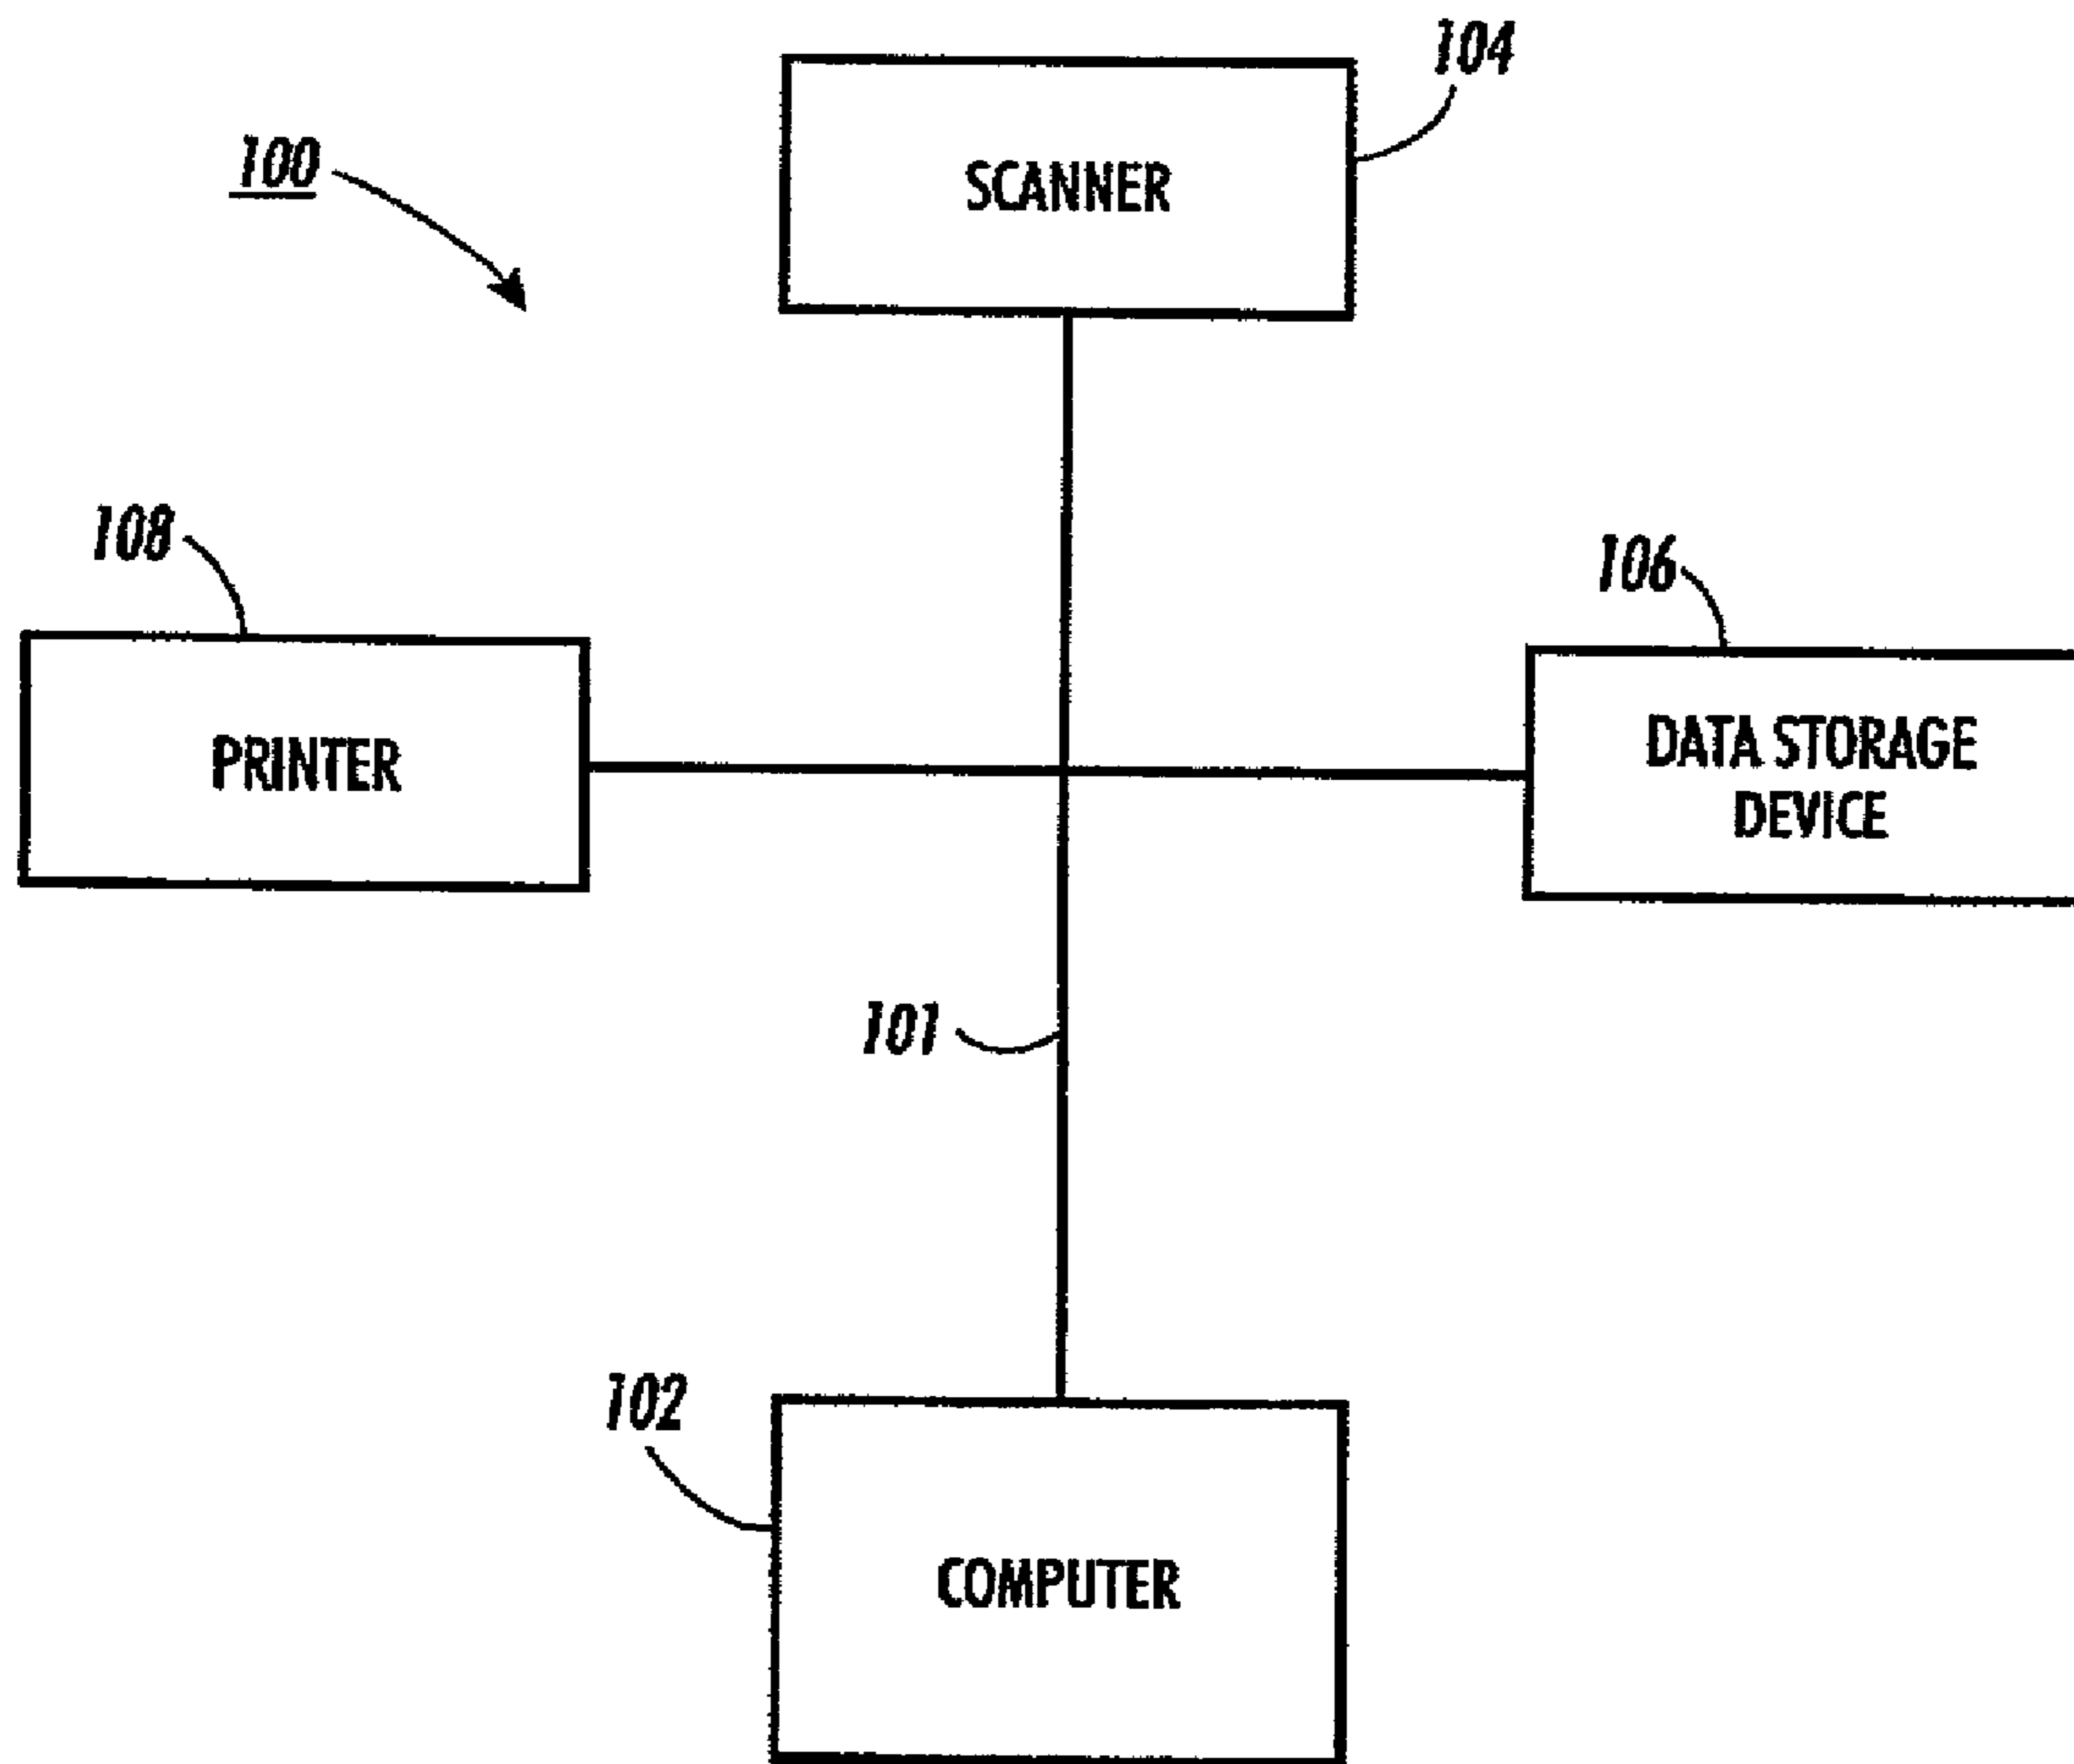 104
100
SCANNER
108
106
PRINTER
DATA STORAGE
DEVICE
101
102
COMPUTER